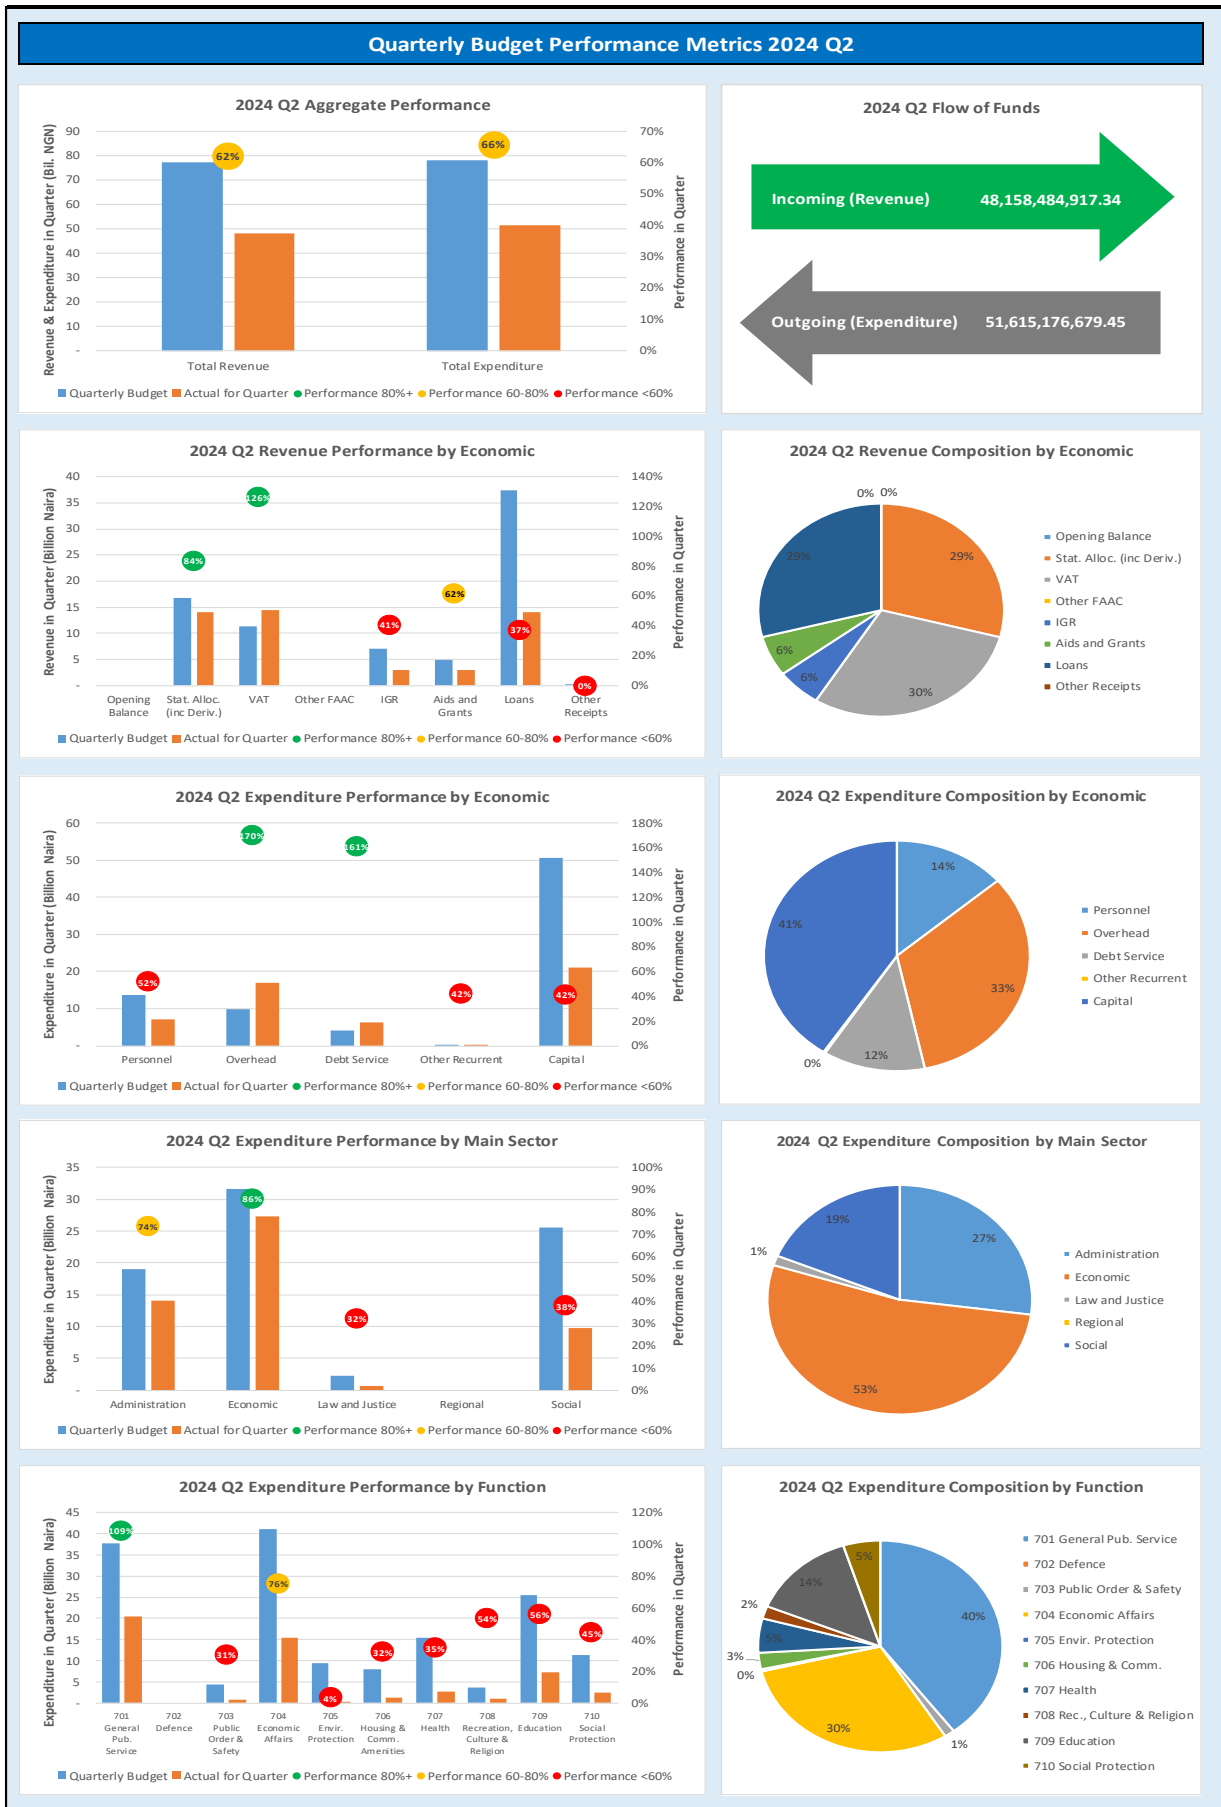 Quarterly Budget Performance Metrics 2024 Q2
2024 Q2 Aggregate Performance
Revenue & Expenditure in Quarter (Bil. NGN)
90
80
70
60
50
40
30
20
10
-
62%
66%
70%
60%
50%
40%
30%
20%
10%
0%
Performance in Quarter
Total Revenue
Total Expenditure
Quarterly Budget
Actual for Quarter
Performance 80%+
Performance 60-80%
Performance <60%
2024 Q2 Flow of Funds
Incoming (Revenue) 48,158,484,917.34
Outgoing (Expenditure) 51,615,176,679.45
2024 Q2 Revenue Performance by Economic
Revenue in Quarter (Billion Naira)
40
35
30
25
20
15
10
5
-
84%
126%
41%
62%
37%
0%
140%
120%
100%
80%
60%
40%
20%
0%
Performance in Quarter
Opening
Balance
Stat. Alloc.
(inc Deriv.)
VAT
Other FAAC
IGR
Aids and
Grants
Loans
Other
Receipts
Quarterly Budget
Actual for Quarter
Performance 80%+
Performance 60-80%
Performance <60%
2024 Q2 Revenue Composition by Economic
0%
0%
29%
29%
6%
6%
30%
Opening Balance
Stat. Alloc. (inc Deriv.)
VAT
Other FAAC
IGR
Aids and Grants
Loans
Other Receipts
2024 Q2 Expenditure Performance by Economic
Expenditure in Quarter (Billion Naira)
60
50
40
30
20
10
-
52%
170%
161%
42%
42%
180%
160%
140%
120%
100%
80%
60%
40%
20%
0%
Performance in Quarter
Personnel
Overhead
Debt Service
Other Recurrent
Capital
Quarterly Budget
Actual for Quarter
Performance 80%+
Performance 60-80%
Performance <60%
2024 Q2 Expenditure Composition by Economic
14%
41%
33%
12%
0%
Personnel
Overhead
Debt Service
Other Recurrent
Capital
2024 Q2 Expenditure Performance by Main Sector
Expenditure in Quarter (Billion Naira)
35
30
25
20
15
10
5
-
74%
86%
32%
38%
100%
90%
80%
70%
60%
50%
40%
30%
20%
10%
0%
Performance in Quarter
Administration
Economic
Law and Justice
Regional
Social
Quarterly Budget
Actual for Quarter
Performance 80%+
Performance 60-80%
Performance <60%
2024 Q2 Expenditure Composition by Main Sector
19%
27%
1%
53%
Administration
Economic
Law and Justice
Regional
Social
2024 Q2 Expenditure Performance by Function
Expenditure in Quarter (Billion Naira)
45
40
35
30
25
20
15
10
5
-
109%
31%
76%
4%
32%
35%
54%
56%
45%
120%
100%
80%
60%
40%
20%
0%
Performance in Quarter
701
General
Pub.
Service
702
Defence
703
Public
Order &
Safety
704
Economic
Affairs
705
Envir.
Protection
706
Housing &
Comm.
Amenities
707
Health
708
Recreation,
Culture &
Religion
709
Education
710
Social
Protection
Quarterly Budget
Actual for Quarter
Performance 80%+
Performance 60-80%
Performance <60%
2024 Q2 Expenditure Composition by Function
5%
14%
40%
2%
5%
3%
0%
30%
1%
701 General Pub. Service
702 Defence
703 Public Order & Safety
704 Economic Affairs
705 Envir. Protection
706 Housing & Comm.
707 Health
708 Rec., Culture & Religion
709 Education
710 Social Protection